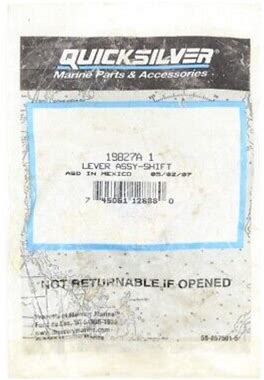 QUICKSILVER
Marine Parts & Accessories
19827A 1
LEVER ASSY-SHIFT
ASD IN MEXICO 05/02/07
NOT RETURNABLE IF OPENED